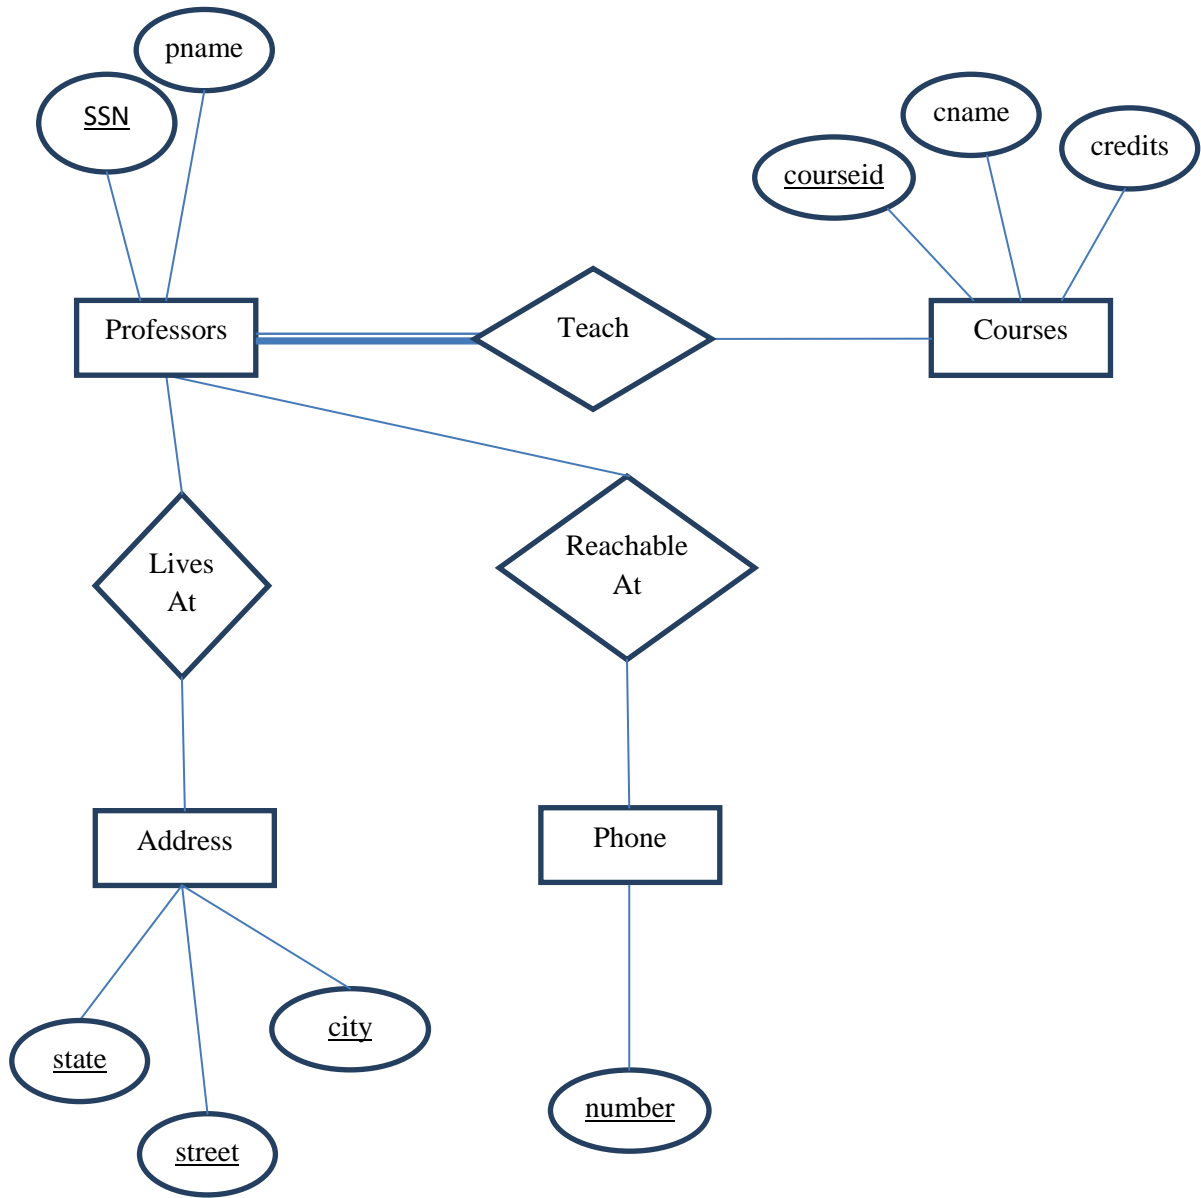 pname
SSN
cname
credits
courseid
Professors
Teach
Courses
Lives
At
Reachable
At
Address
Phone
city
state
number
street